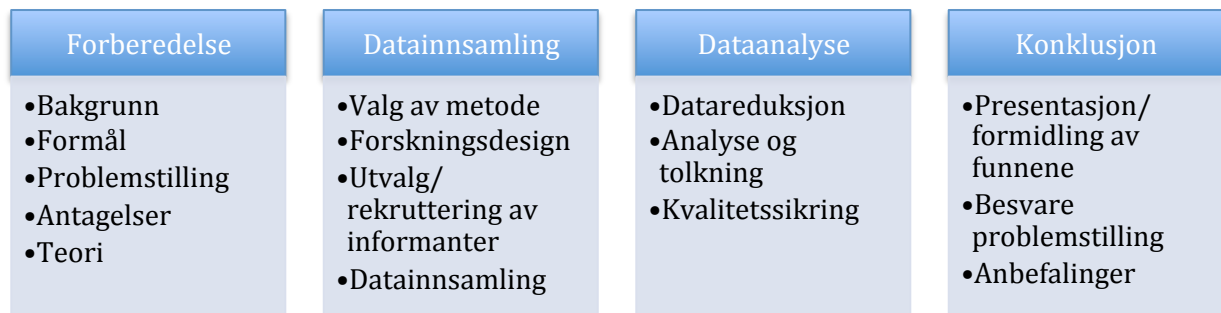 Forberedelse
•Bakgrunn
•Formål
•Problemstilling
•Antagelser
•Teori
Datainnsamling
•Valg av metode
•Forskningsdesign
•Utvalg/
rekruttering av
informanter
•Datainnsamling
Dataanalyse
•Datareduksjon
•Analyse og
tolkning
•Kvalitetssikring
Konklusjon
•Presentasjon/
formidling av
funnene
•Besvare
problemstilling
•Anbefalinger